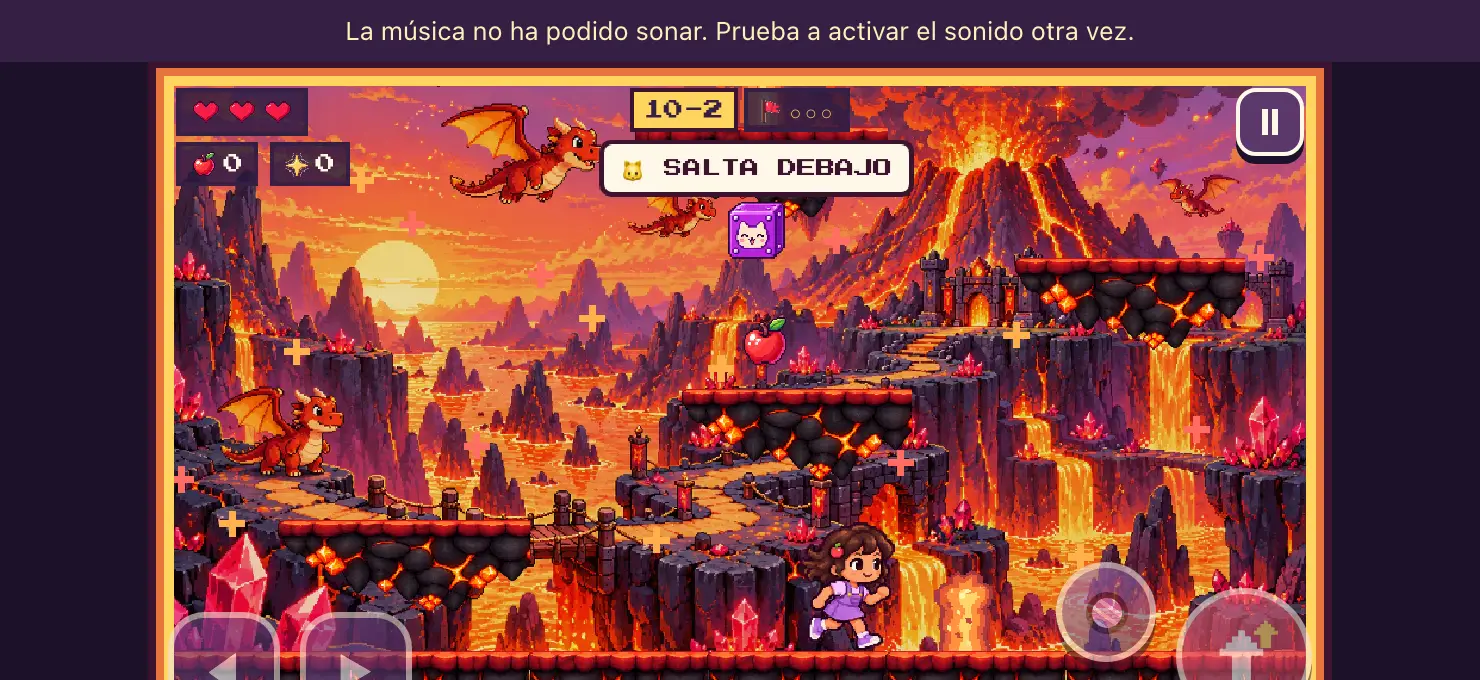 La música no ha podido sonar. Prueba a activar el sonido otra vez.
10-2
0
0
SALTA DEBAJO